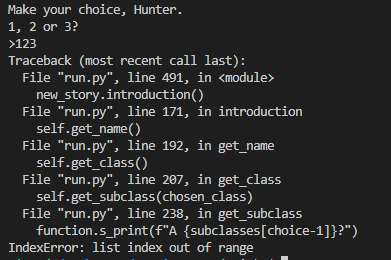 Make your choice, Hunter.
1, 2 or 3?
>123
Traceback (most recent call last):
  File "run.py", line 491, in <module>
    new_story.introduction()
  File "run.py", line 171, in introduction
    self.get_name()
  File "run.py", line 192, in get_name
    self.get_class()
  File "run.py", line 207, in get_class
    self.get_subclass(chosen_class)
  File "run.py", line 238, in get_subclass
    function.s_print(f"A {subclasses[choice-1]}?")
IndexError: list index out of range